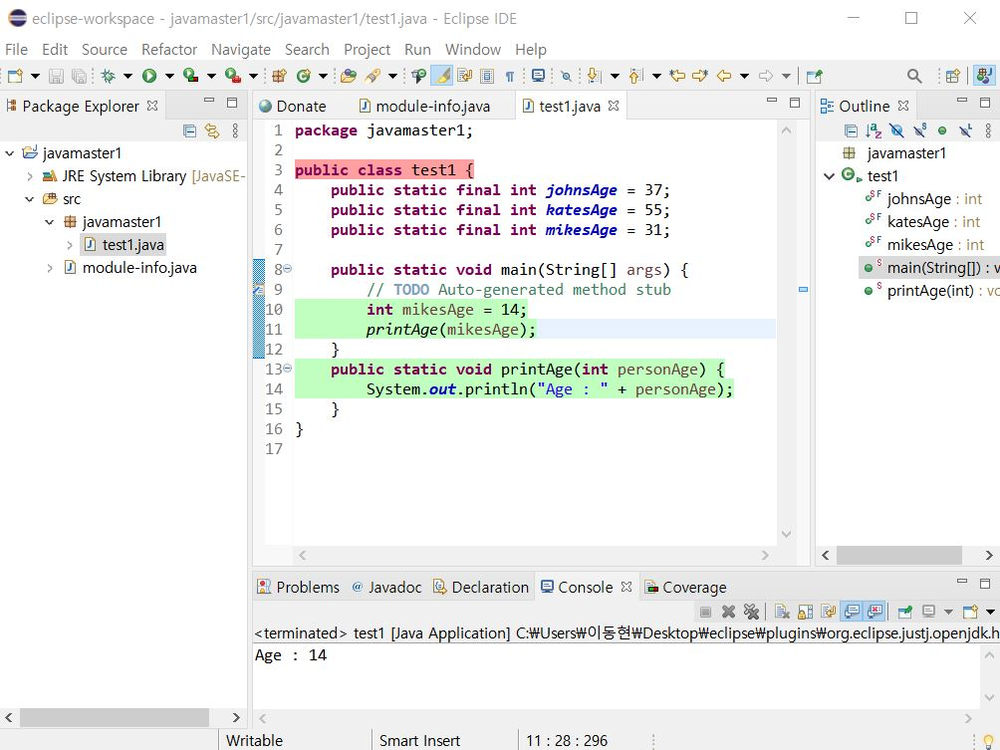 eclipse-workspace - javamaster1/src/javamaster1/test1.java - Eclipse IDE
File Edit Source Refactor Navigate Search Project Run Window Help
Package Explorer
javamaster1
JRE System Library [JavaSE-
src
javamaster1
test1.java
module-info.java
Donate module-info.java test1.java
1 package javamaster1;
2
3 public class test1 {
4 public static final int johnsAge = 37;
5 public static final int katesAge = 55;
6 public static final int mikesAge = 31;
7
8 public static void main(String[] args) {
9 // TODO Auto-generated method stub
10 int mikesAge = 14;
11 printAge(mikesAge);
12 }
13 public static void printAge(int personAge) {
14 System.out.println("Age : " + personAge);
15 }
16 }
17
Outline
javamaster1
test1
johnsAge : int
katesAge : int
mikesAge : int
main(String[]) : v
printAge(int) : vo
Problems Javadoc Declaration Console Coverage
<terminated> test1 [Java Application] C:₩Users₩이동현₩Desktop₩eclipse₩plugins₩org.eclipse.justj.openjdk.h
Age : 14
Writable Smart Insert 11 : 28 : 296